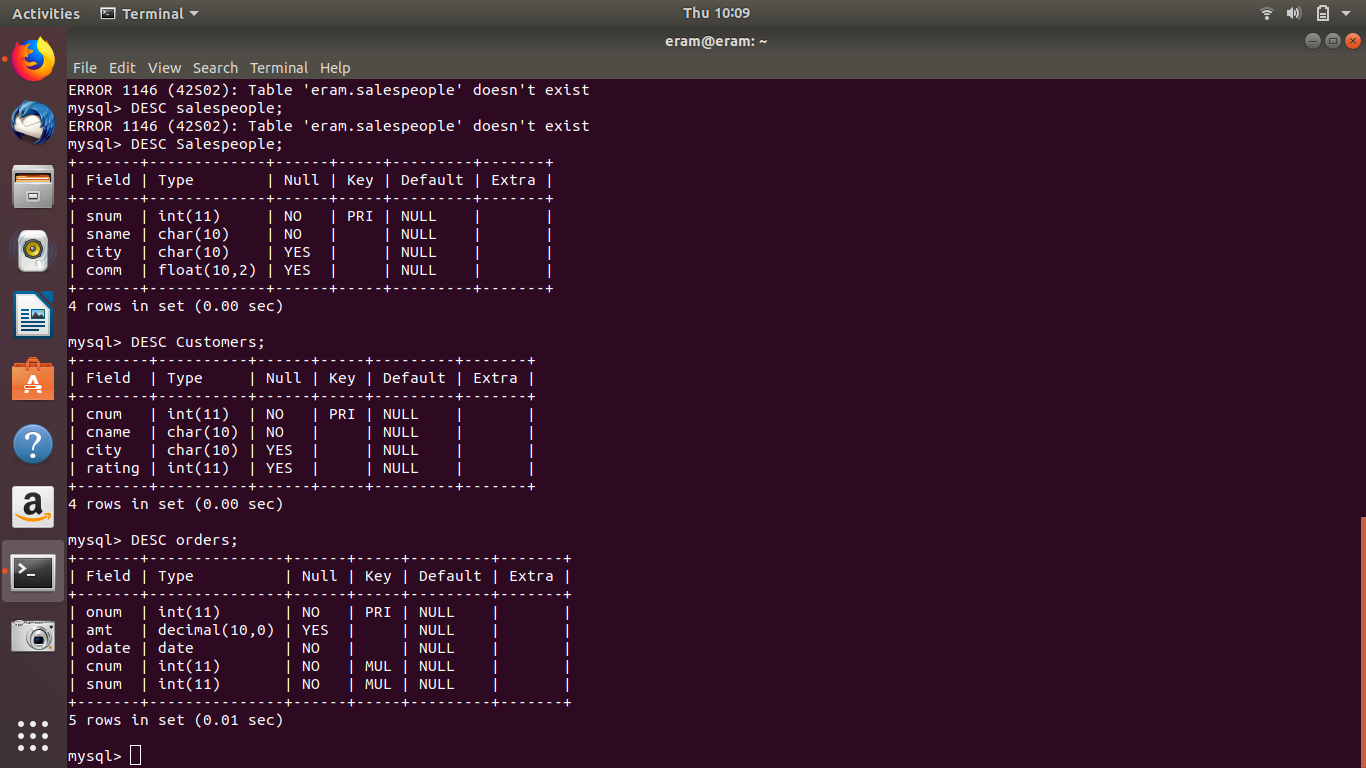 Activities Terminal Thu 10:09
eram@eram: ~
File Edit View Search Terminal Help
ERROR 1146 (42S02): Table 'eram.salespeople' doesn't exist
mysql> DESC salespeople;
ERROR 1146 (42S02): Table 'eram.salespeople' doesn't exist
mysql> DESC Salespeople;
+-------+-------------+------+-----+---------+-------+
| Field | Type        | Null | Key | Default | Extra |
+-------+-------------+------+-----+---------+-------+
| snum  | int(11)     | NO   | PRI | NULL    |       |
| sname | char(10)    | NO   |     | NULL    |       |
| city  | char(10)    | YES  |     | NULL    |       |
| comm  | float(10,2) | YES  |     | NULL    |       |
+-------+-------------+------+-----+---------+-------+
4 rows in set (0.00 sec)

mysql> DESC Customers;
+--------+----------+------+-----+---------+-------+
| Field  | Type     | Null | Key | Default | Extra |
+--------+----------+------+-----+---------+-------+
| cnum   | int(11)  | NO   | PRI | NULL    |       |
| cname  | char(10) | NO   |     | NULL    |       |
| city   | char(10) | YES  |     | NULL    |       |
| rating | int(11)  | YES  |     | NULL    |       |
+--------+----------+------+-----+---------+-------+
4 rows in set (0.00 sec)

mysql> DESC orders;
+-------+---------------+------+-----+---------+-------+
| Field | Type          | Null | Key | Default | Extra |
+-------+---------------+------+-----+---------+-------+
| onum  | int(11)       | NO   | PRI | NULL    |       |
| amt   | decimal(10,0) | YES  |     | NULL    |       |
| odate | date          | NO   |     | NULL    |       |
| cnum  | int(11)       | NO   | MUL | NULL    |       |
| snum  | int(11)       | NO   | MUL | NULL    |       |
+-------+---------------+------+-----+---------+-------+
5 rows in set (0.01 sec)

mysql>